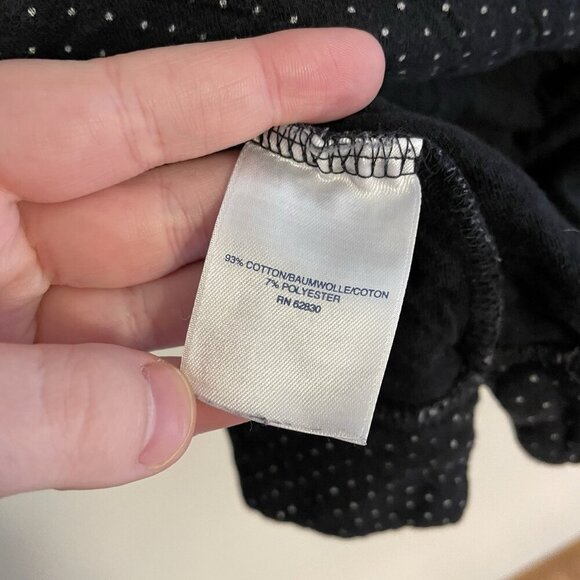 93% COTTON/BAUMWOLLE/COTON
7% POLYESTER
RN 62830